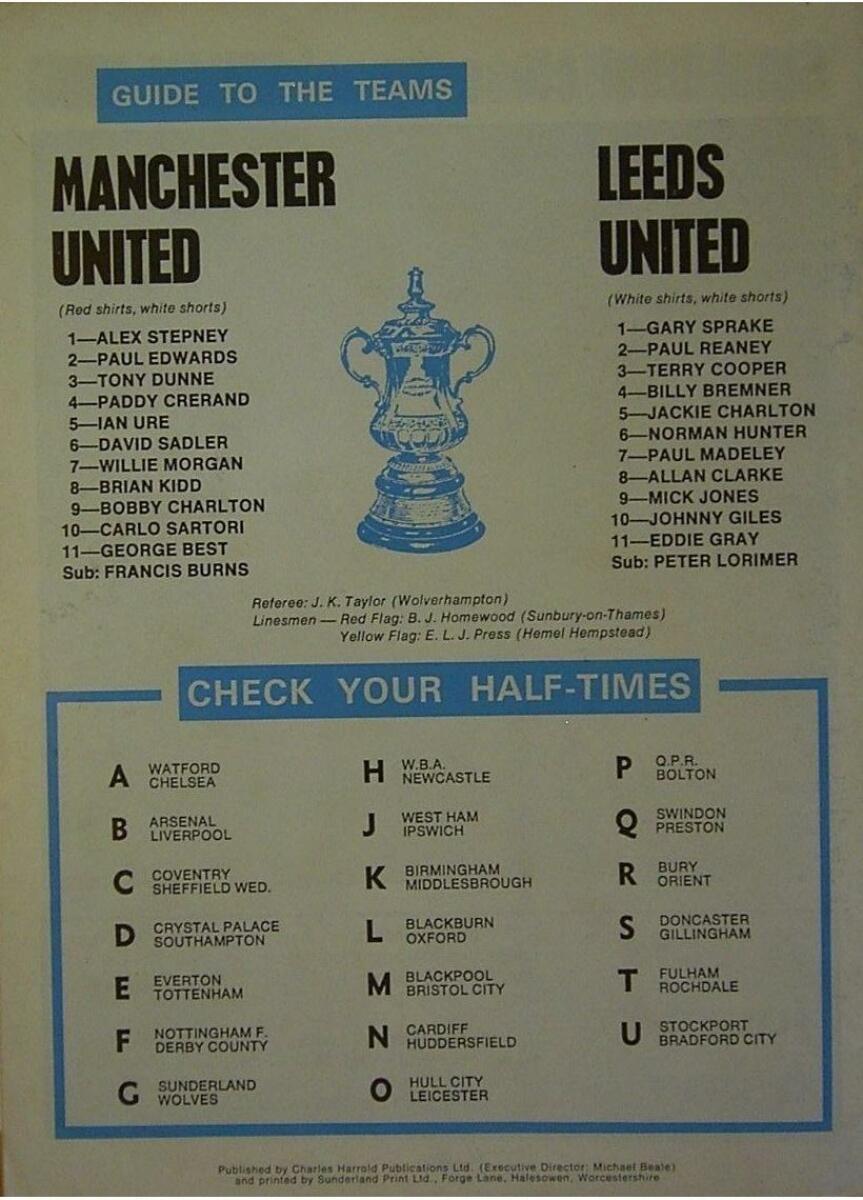 GUIDE TO THE TEAMS
MANCHESTER
UNITED
(Red shirts, white shorts)
1—ALEX STEPNEY
2—PAUL EDWARDS
3—TONY DUNNE
4—PADDY CRERAND
5—IAN URE
6—DAVID SADLER
7—WILLIE MORGAN
8—BRIAN KIDD
9—BOBBY CHARLTON
10—CARLO SARTORI
11—GEORGE BEST
Sub: FRANCIS BURNS
LEEDS
UNITED
(White shirts, white shorts)
1—GARY SPRAKE
2—PAUL REANEY
3—TERRY COOPER
4—BILLY BREMNER
5—JACKIE CHARLTON
6—NORMAN HUNTER
7—PAUL MADELEY
8—ALLAN CLARKE
9—MICK JONES
10—JOHNNY GILES
11—EDDIE GRAY
Sub: PETER LORIMER
Referee: J. K. Taylor (Wolverhampton)
Linesmen — Red Flag: B. J. Homewood (Sunbury-on-Thames)
Yellow Flag: E. L. J. Press (Hemel Hempstead)
CHECK YOUR HALF-TIMES
A WATFORD
CHELSEA
B ARSENAL
LIVERPOOL
C COVENTRY
SHEFFIELD WED.
D CRYSTAL PALACE
SOUTHAMPTON
E EVERTON
TOTTENHAM
F NOTTINGHAM F.
DERBY COUNTY
G SUNDERLAND
WOLVES
H W.B.A.
NEWCASTLE
J WEST HAM
IPSWICH
K BIRMINGHAM
MIDDLESBROUGH
L BLACKBURN
OXFORD
M BLACKPOOL
BRISTOL CITY
N CARDIFF
HUDDERSFIELD
O HULL CITY
LEICESTER
P Q.P.R.
BOLTON
Q SWINDON
PRESTON
R BURY
ORIENT
S DONCASTER
GILLINGHAM
T FULHAM
ROCHDALE
U STOCKPORT
BRADFORD CITY
Published by Charles Harrold Publications Ltd. (Executive Director: Michael Beale)
and printed by Sunderland Print Ltd., Forge Lane, Halesowen, Worcestershire